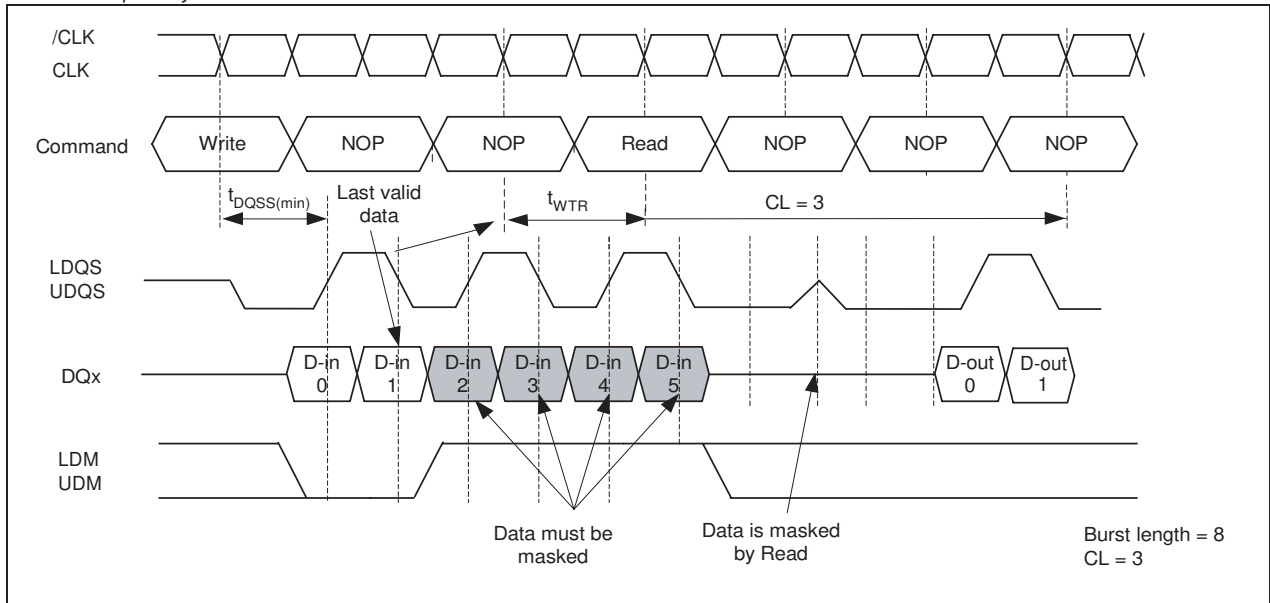 /CLK
CLK
Command Write NOP NOP Read NOP NOP NOP
tDQSS(min) Last valid data tWTR CL = 3
LDQS
UDQS
DQx D-in 0 D-in 1 D-in 2 D-in 3 D-in 4 D-in 5 D-out 0 D-out 1
LDM
UDM
Data must be masked
Data is masked by Read
Burst length = 8
CL = 3